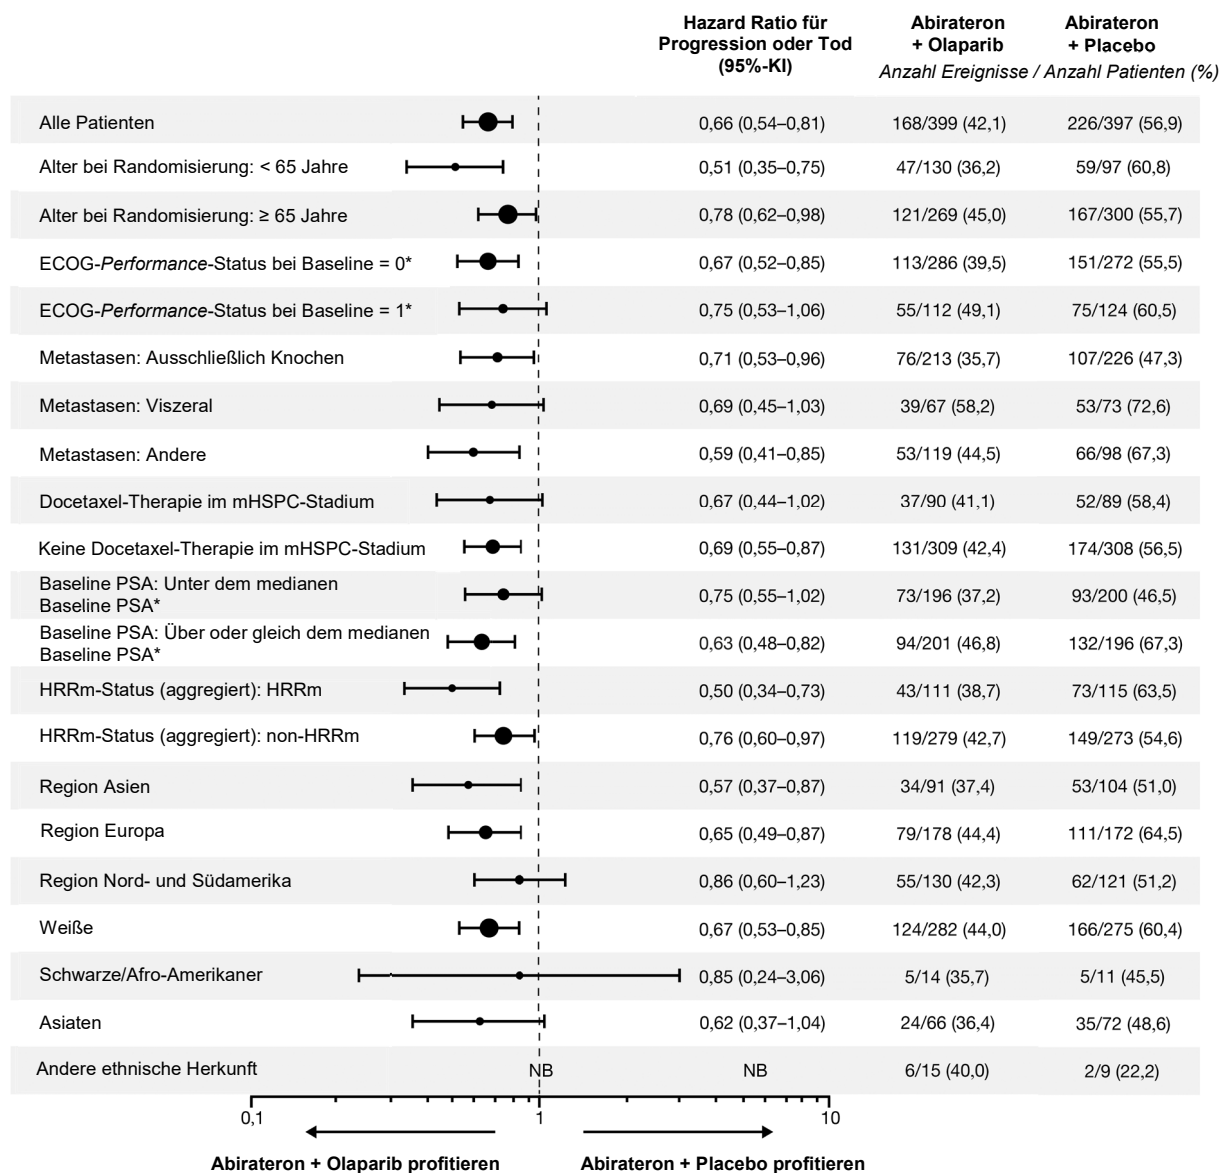 Hazard Ratio für
Progression oder Tod
(95%-KI)
Abirateron
+ Olaparib
Abirateron
+ Placebo
Anzahl Ereignisse / Anzahl Patienten (%)
Alle Patienten 0,66 (0,54–0,81) 168/399 (42,1) 226/397 (56,9)
Alter bei Randomisierung: < 65 Jahre 0,51 (0,35–0,75) 47/130 (36,2) 59/97 (60,8)
Alter bei Randomisierung: ≥ 65 Jahre 0,78 (0,62–0,98) 121/269 (45,0) 167/300 (55,7)
ECOG-Performance-Status bei Baseline = 0* 0,67 (0,52–0,85) 113/286 (39,5) 151/272 (55,5)
ECOG-Performance-Status bei Baseline = 1* 0,75 (0,53–1,06) 55/112 (49,1) 75/124 (60,5)
Metastasen: Ausschließlich Knochen 0,71 (0,53–0,96) 76/213 (35,7) 107/226 (47,3)
Metastasen: Viszeral 0,69 (0,45–1,03) 39/67 (58,2) 53/73 (72,6)
Metastasen: Andere 0,59 (0,41–0,85) 53/119 (44,5) 66/98 (67,3)
Docetaxel-Therapie im mHSPC-Stadium 0,67 (0,44–1,02) 37/90 (41,1) 52/89 (58,4)
Keine Docetaxel-Therapie im mHSPC-Stadium 0,69 (0,55–0,87) 131/309 (42,4) 174/308 (56,5)
Baseline PSA: Unter dem medianen
Baseline PSA* 0,75 (0,55–1,02) 73/196 (37,2) 93/200 (46,5)
Baseline PSA: Über oder gleich dem medianen
Baseline PSA* 0,63 (0,48–0,82) 94/201 (46,8) 132/196 (67,3)
HRRm-Status (aggregiert): HRRm 0,50 (0,34–0,73) 43/111 (38,7) 73/115 (63,5)
HRRm-Status (aggregiert): non-HRRm 0,76 (0,60–0,97) 119/279 (42,7) 149/273 (54,6)
Region Asien 0,57 (0,37–0,87) 34/91 (37,4) 53/104 (51,0)
Region Europa 0,65 (0,49–0,87) 79/178 (44,4) 111/172 (64,5)
Region Nord- und Südamerika 0,86 (0,60–1,23) 55/130 (42,3) 62/121 (51,2)
Weiße 0,67 (0,53–0,85) 124/282 (44,0) 166/275 (60,4)
Schwarze/Afro-Amerikaner 0,85 (0,24–3,06) 5/14 (35,7) 5/11 (45,5)
Asiaten 0,62 (0,37–1,04) 24/66 (36,4) 35/72 (48,6)
Andere ethnische Herkunft NB NB 6/15 (40,0) 2/9 (22,2)
0,1 1 10
Abirateron + Olaparib profitieren Abirateron + Placebo profitieren